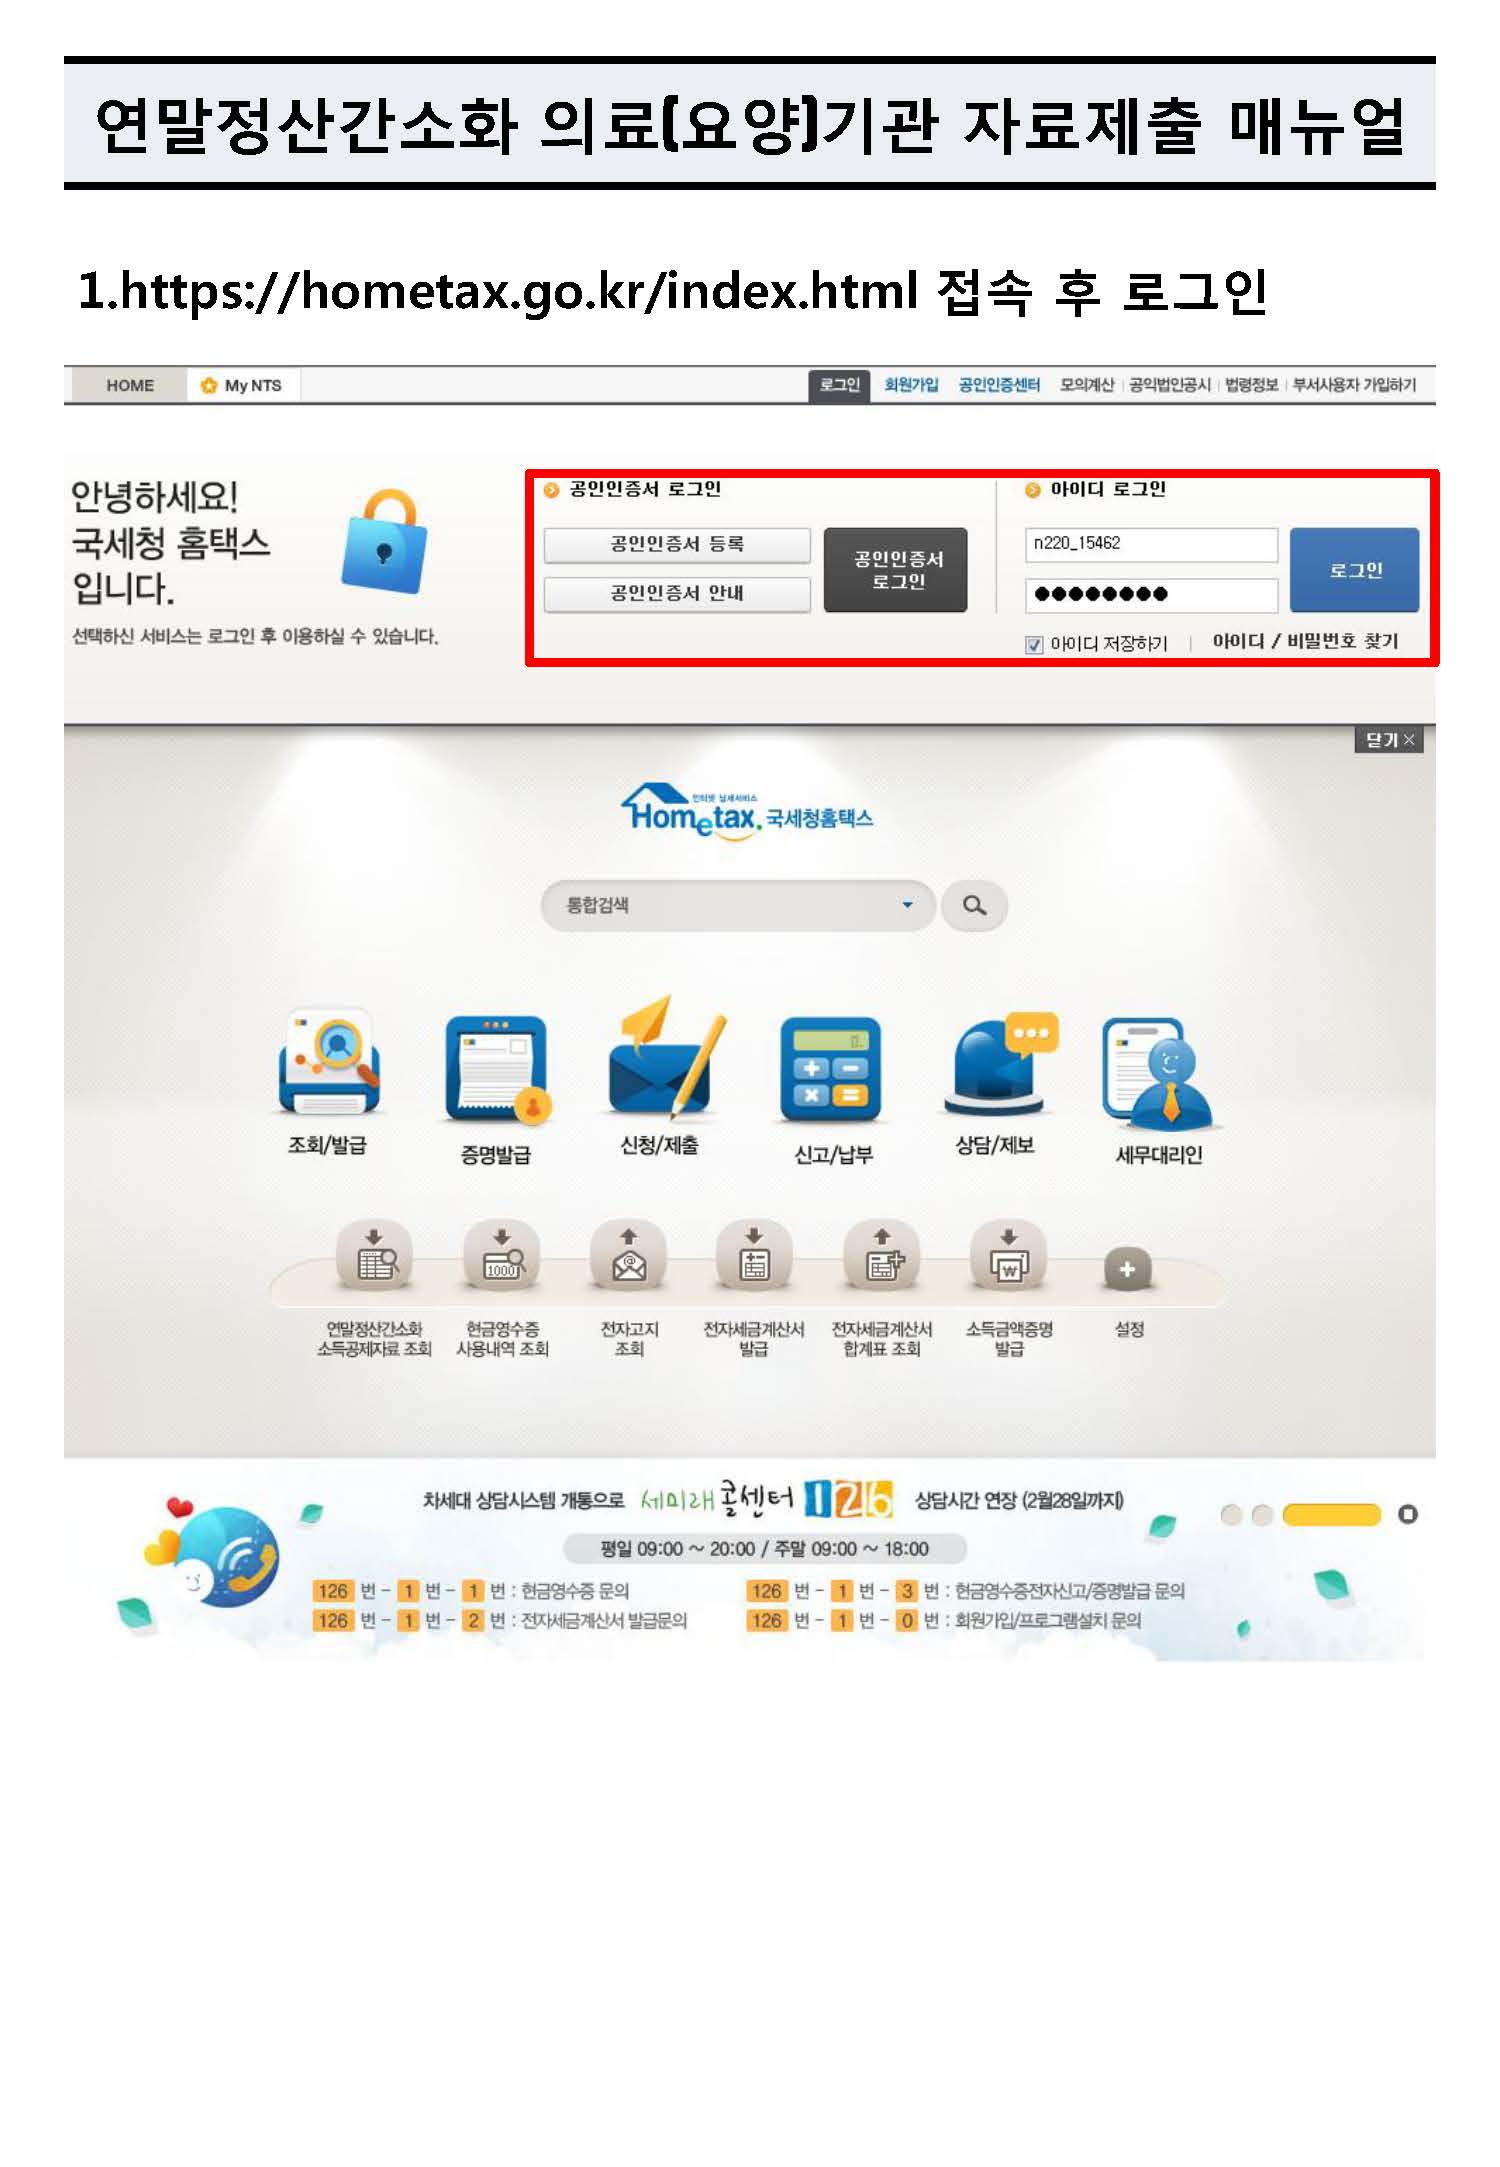 연말정산간소화 의료(요양)기관 자료제출 매뉴얼
1.https://hometax.go.kr/index.html 접속 후 로그인
HOME My NTS 로그인 회원가입 공인인증센터 모의계산 | 공익법인공시 | 법령정보 | 부서사용자 가입하기
안녕하세요!
국세청 홈택스
입니다.
선택하신 서비스는 로그인 후 이용하실 수 있습니다.
공인인증서 로그인
공인인증서 등록
공인인증서 안내
공인인증서
로그인
아이디 로그인
n220_15462
●●●●●●●●
로그인
아이디 저장하기 | 아이디 / 비밀번호 찾기
닫기 ×
인터넷 납세서비스
Hometax. 국세청홈택스
통합검색
조회/발급
증명발급
신청/제출
신고/납부
상담/제보
세무대리인
연말정산간소화
소득공제자료 조회
현금영수증
사용내역 조회
전자고지
조회
전자세금계산서
발급
전자세금계산서
합계표 조회
소득금액증명
발급
설정
차세대 상담시스템 개통으로 세미래 콜센터 126 상담시간 연장 (2월28일까지)
평일 09:00 ~ 20:00 / 주말 09:00 ~ 18:00
126 번 - 1 번 - 1 번 : 현금영수증 문의
126 번 - 1 번 - 3 번 : 현금영수증전자신고/증명발급 문의
126 번 - 1 번 - 2 번 : 전자세금계산서 발급문의
126 번 - 1 번 - 0 번 : 회원가입/프로그램설치 문의